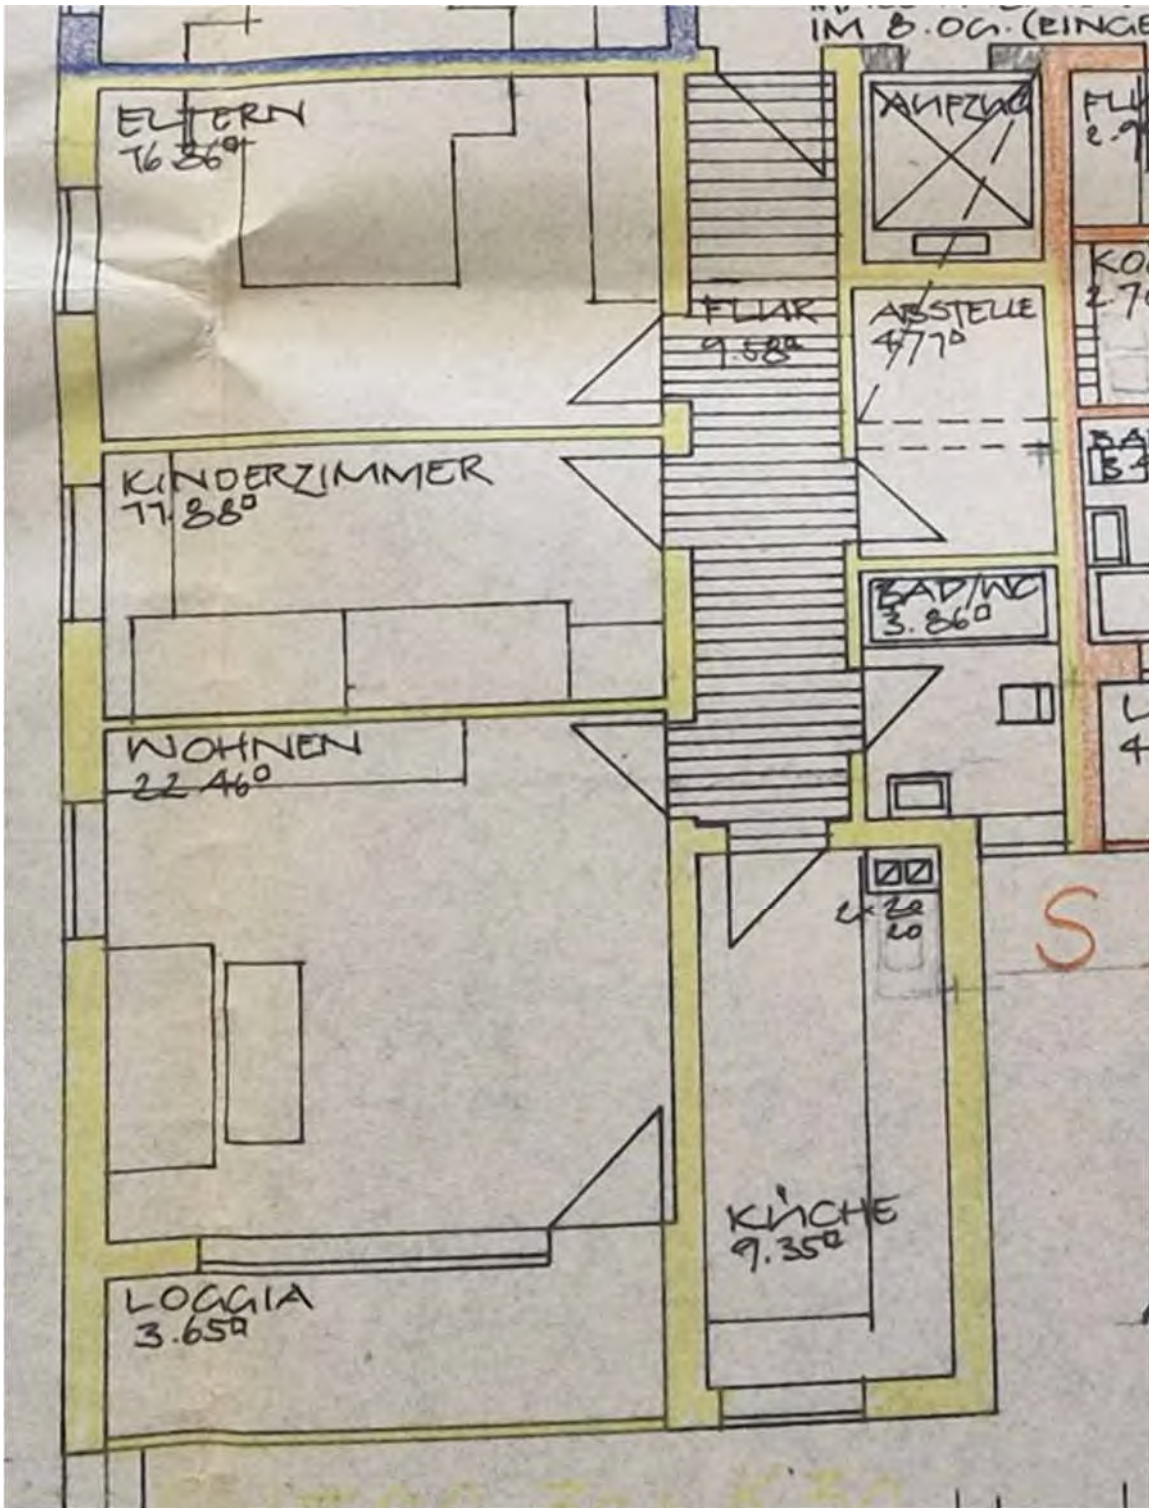 IM 8.OG.(EINGE
ELTERN
16.86□
AUFZUG
FLUR
9.58□
ABSTELLE
4.77□
KINDERZIMMER
11.88□
BAD/WC
3.86□
WOHNEN
22.46□
S
KÜCHE
9.35□
LOGGIA
3.65□